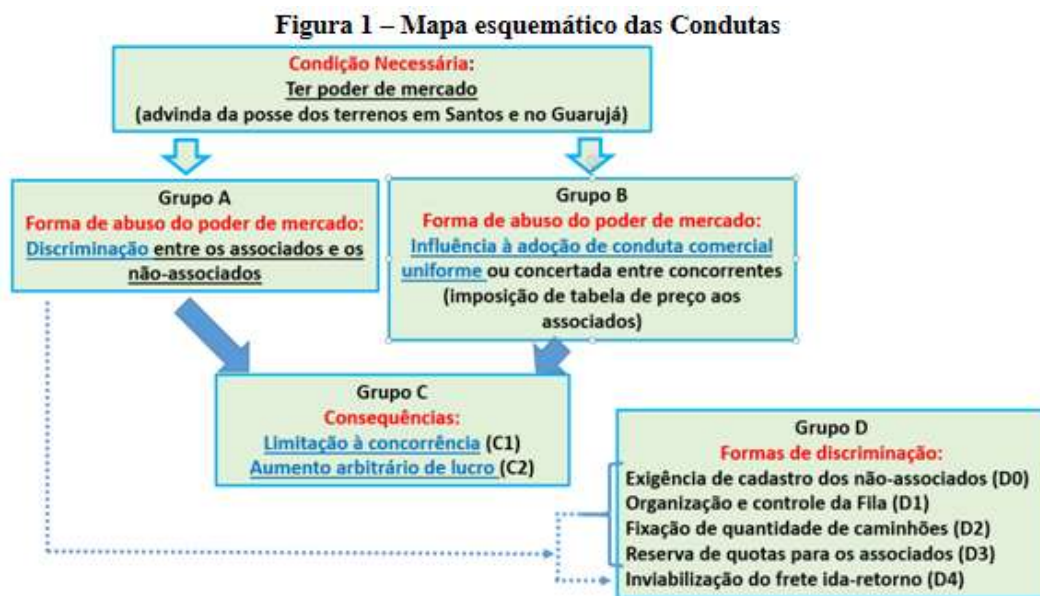 Figura 1 – Mapa esquemático das Condutas
Condição Necessária:
Ter poder de mercado
(advinda da posse dos terrenos em Santos e no Guarujá)
Grupo A
Forma de abuso do poder de mercado:
Discriminação entre os associados e os
não-associados
Grupo B
Forma de abuso do poder de mercado:
Influência à adoção de conduta comercial
uniforme ou concertada entre concorrentes
(imposição de tabela de preço aos
associados)
Grupo C
Consequências:
Limitação à concorrência (C1)
Aumento arbitrário de lucro (C2)
Grupo D
Formas de discriminação:
Exigência de cadastro dos não-associados (D0)
Organização e controle da Fila (D1)
Fixação de quantidade de caminhões (D2)
Reserva de quotas para os associados (D3)
Inviabilização do frete ida-retorno (D4)